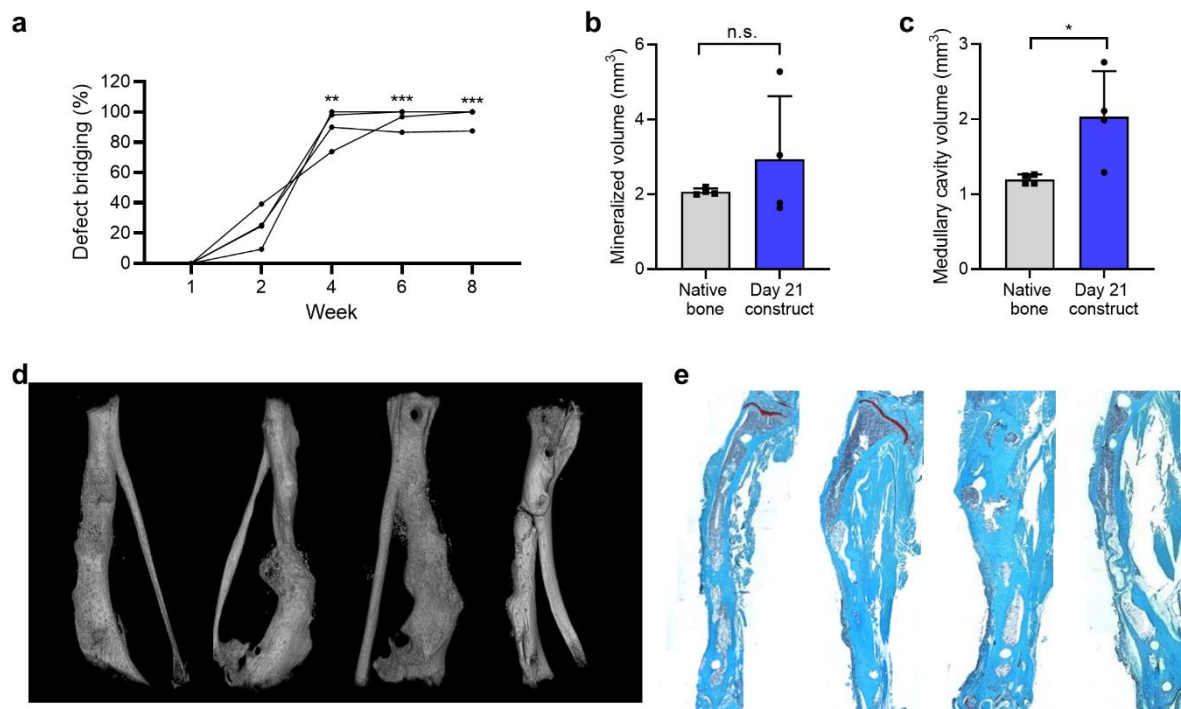 a
Defect bridging (%)
120
100
80
60
40
20
0
** *** ***
1 2 4 6 8
Week
b
Mineralized volume (mm³)
6
4
2
0
n.s.
Native bone
Day 21 construct
c
Medullary cavity volume (mm³)
3
2
1
0
*
Native bone
Day 21 construct
d
e